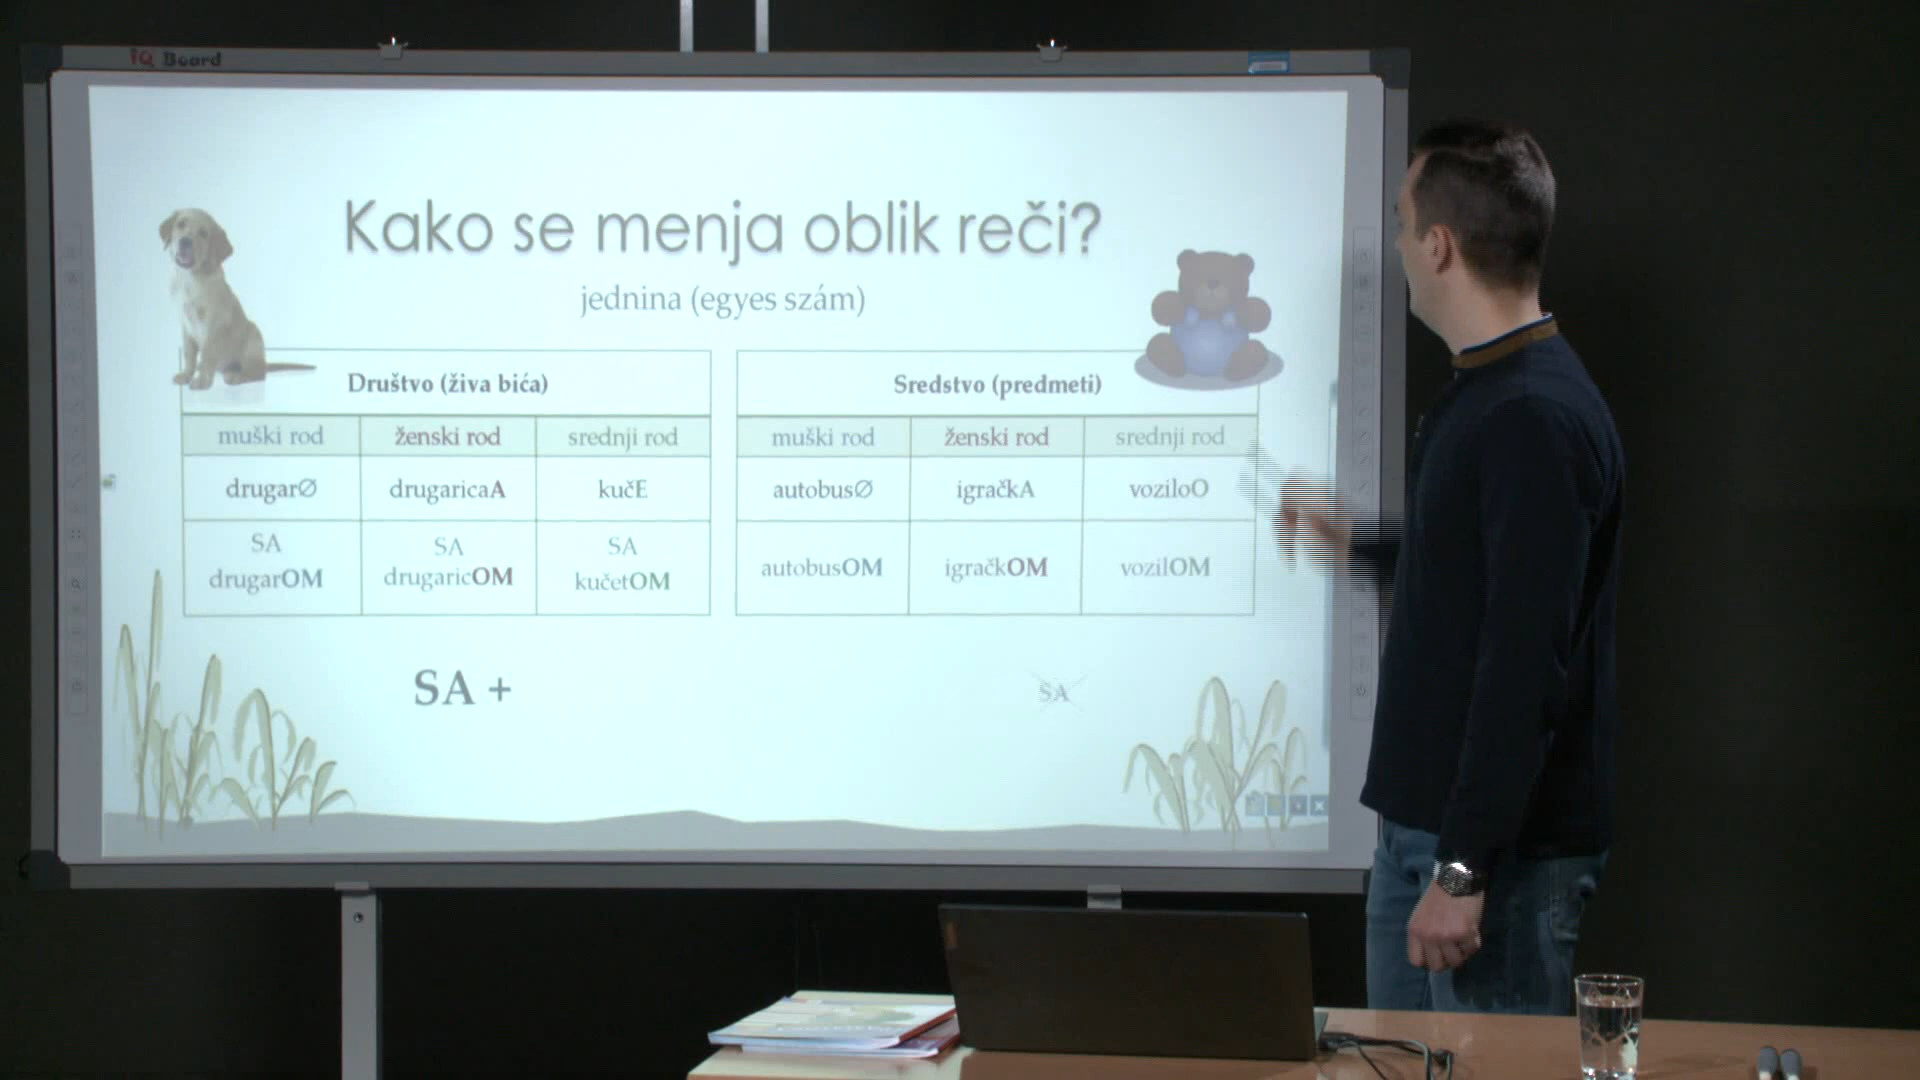 iQ Board
Kako se menja oblik reči?
jednina (egyes szám)
Društvo (živa bića)
muški rod ženski rod srednji rod
drugarØ drugaricaA kučE
SA drugarOM SA drugaricOM SA kučetOM
SA +
Sredstvo (predmeti)
muški rod ženski rod srednji rod
autobusØ igračkA voziloO
autobusOM igračkOM vozilOM
SA